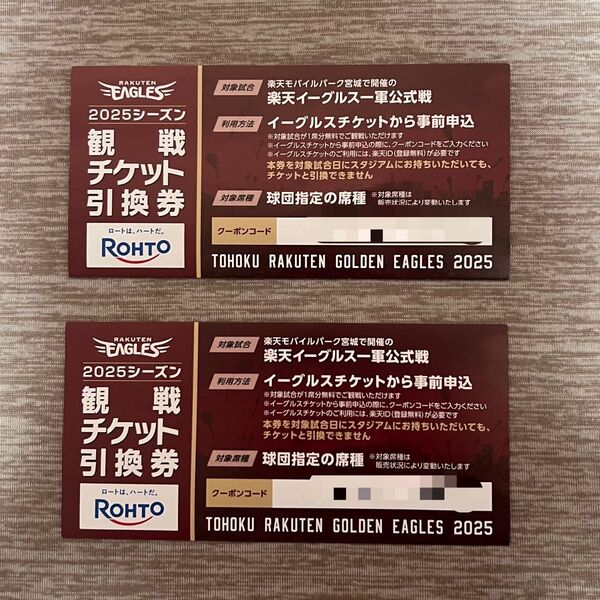 RAKUTEN
EAGLES
2025シーズン
観戦
チケット
引換券
ロートは、ハートだ。
ROHTO
対象試合
楽天モバイルパーク宮城で開催の
楽天イーグルス一軍公式戦
利用方法
イーグルスチケットから事前申込
※対象試合が1席分無料でご観戦いただけます
※イーグルスチケットから事前申込の際に、クーポンコードをご入力ください
※イーグルスチケットのご利用には、楽天ID(登録無料)が必要です
本券を対象試合日にスタジアムにお持ちいただいても、
チケットと引換できません
対象席種
球団指定の席種
※対象席種は
販売状況により変動いたします
クーポンコード
TOHOKU RAKUTEN GOLDEN EAGLES 2025
RAKUTEN
EAGLES
2025シーズン
観戦
チケット
引換券
ロートは、ハートだ。
ROHTO
対象試合
楽天モバイルパーク宮城で開催の
楽天イーグルス一軍公式戦
利用方法
イーグルスチケットから事前申込
※対象試合が1席分無料でご観戦いただけます
※イーグルスチケットから事前申込の際に、クーポンコードをご入力ください
※イーグルスチケットのご利用には、楽天ID(登録無料)が必要です
本券を対象試合日にスタジアムにお持ちいただいても、
チケットと引換できません
対象席種
球団指定の席種
※対象席種は
販売状況により変動いたします
クーポンコード
TOHOKU RAKUTEN GOLDEN EAGLES 2025